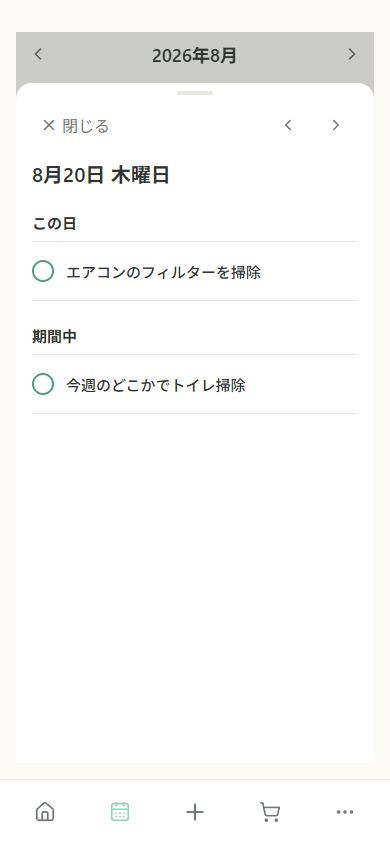 2026年8月
閉じる
8月20日 木曜日
この日
エアコンのフィルターを掃除
期間中
今週のどこかでトイレ掃除